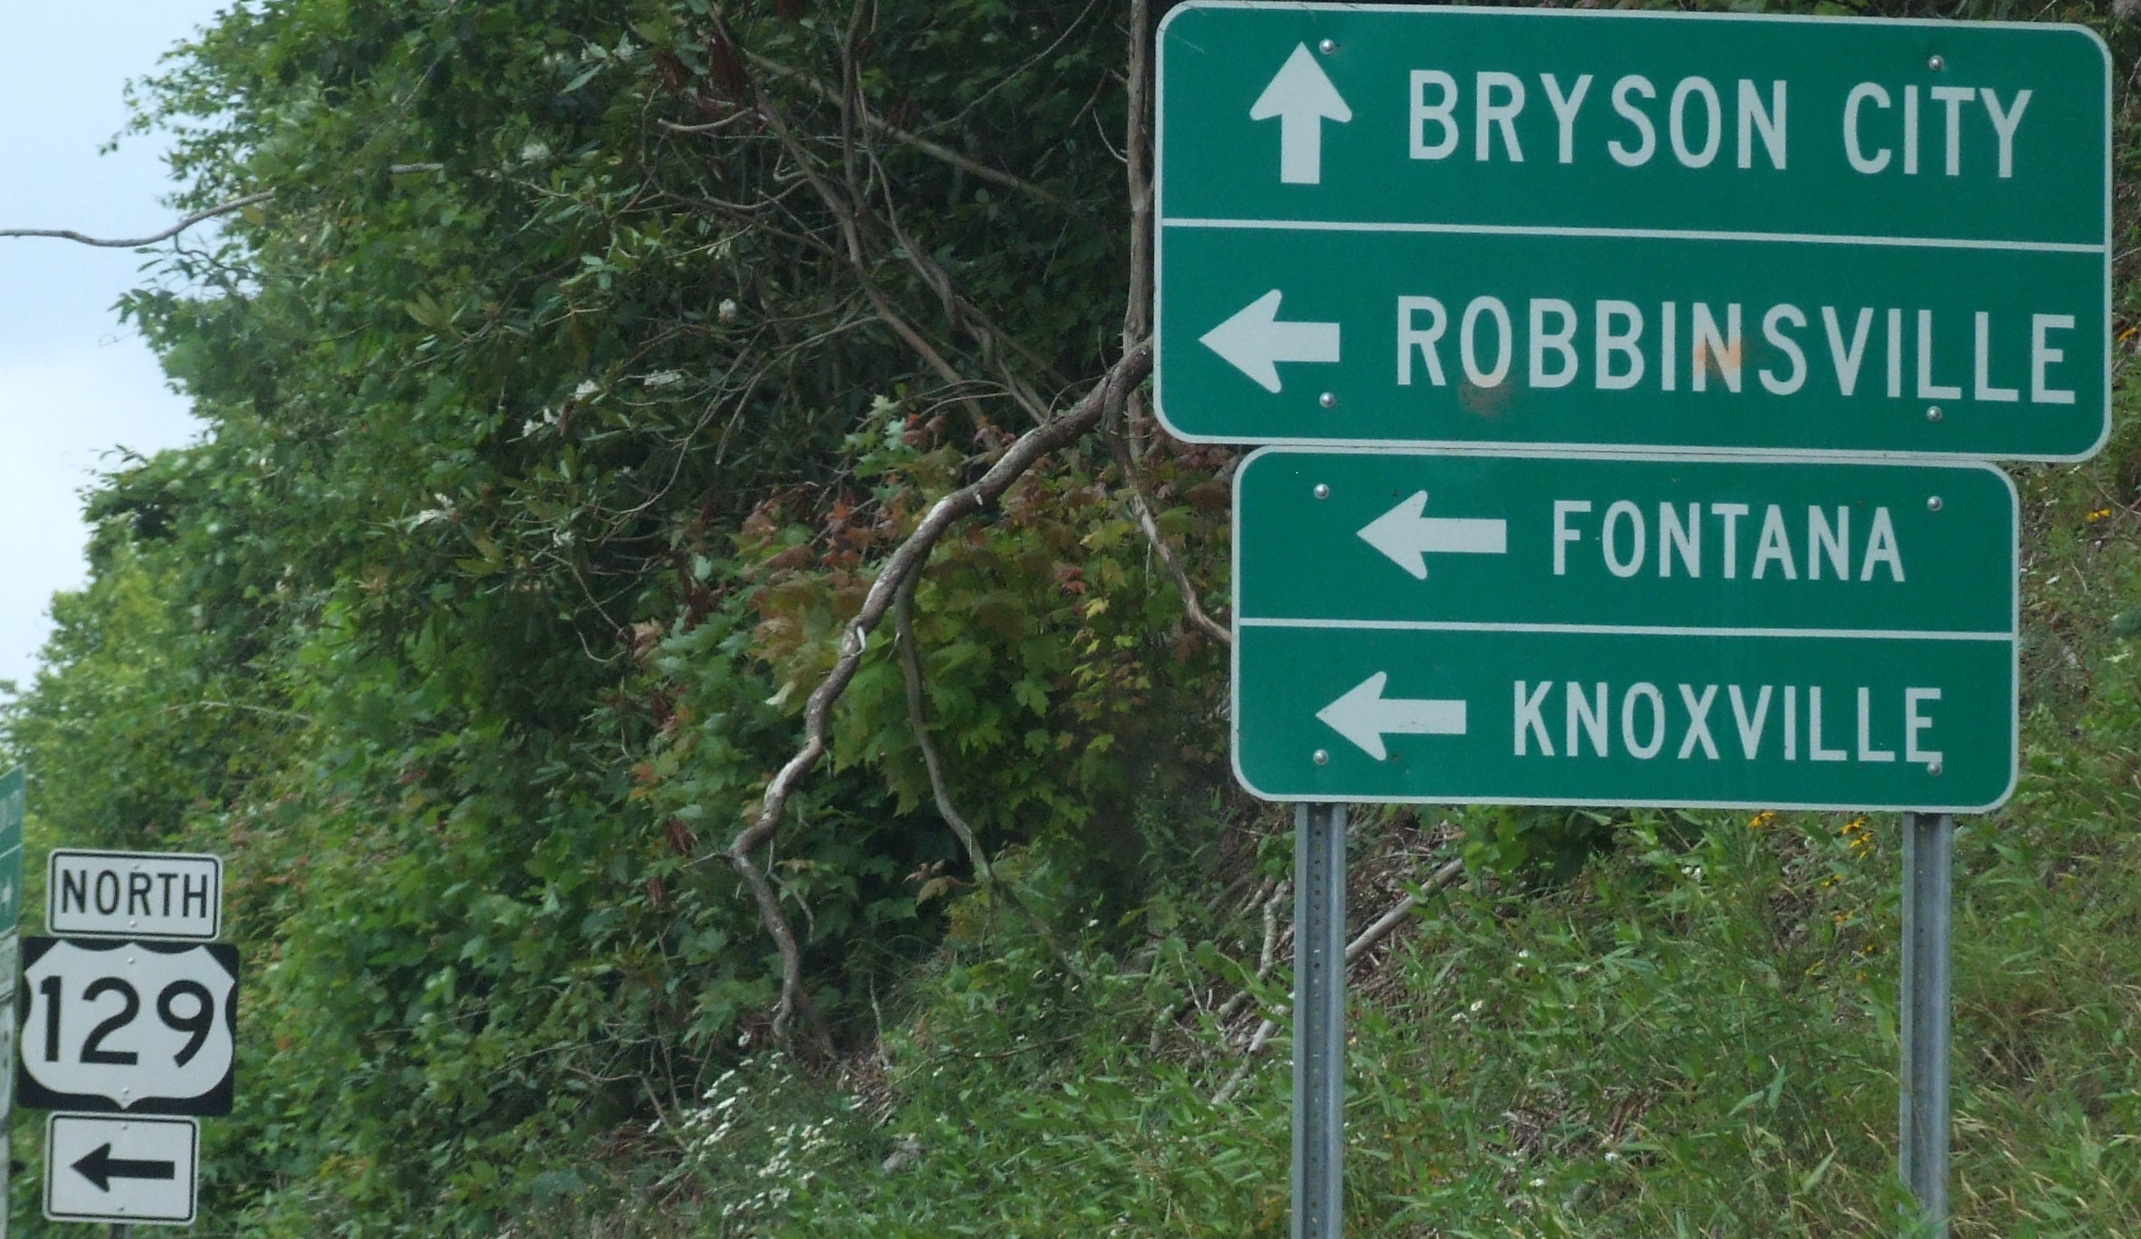 BRYSON CITY
ROBBINSVILLE
FONTANA
KNOXVILLE
NORTH
129